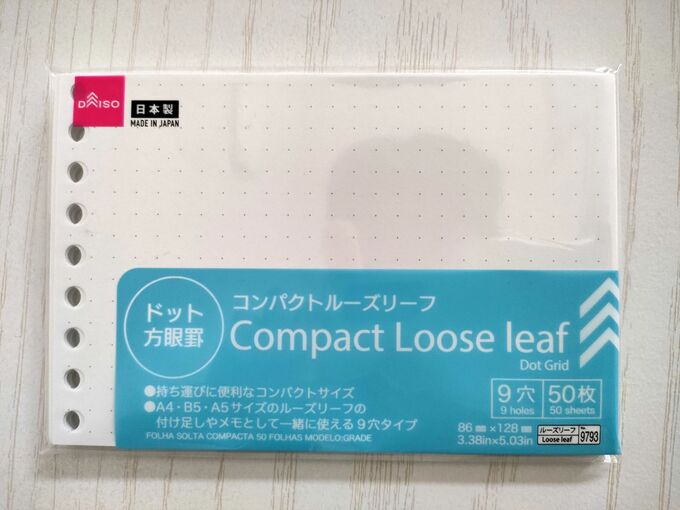 DAISO
日本製
MADE IN JAPAN
ドット
方眼罫
コンパクトルーズリーフ
Compact Loose leaf
Dot Grid
●持ち運びに便利なコンパクトサイズ
●A4・B5・A5サイズのルーズリーフの
付け足しやメモとして一緒に使える9穴タイプ
FOLHA SOLTA COMPACTA 50 FOLHAS MODELO:GRADE
9穴
9 holes
50枚
50 sheets
86㎜×128㎜
3.38in×5.03in
ルーズリーフ
Loose leaf
No.
9793